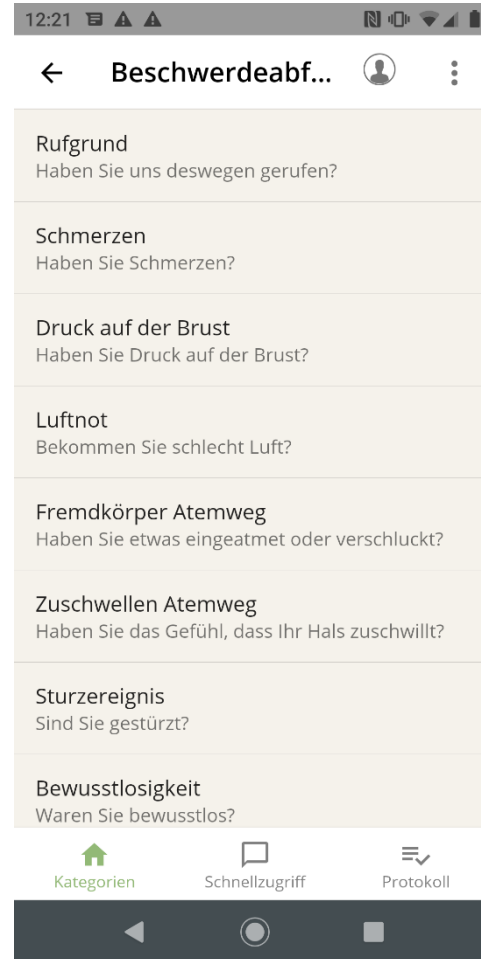 12:21
Beschwerdeabf...
Rufgrund
Haben Sie uns deswegen gerufen?
Schmerzen
Haben Sie Schmerzen?
Druck auf der Brust
Haben Sie Druck auf der Brust?
Luftnot
Bekommen Sie schlecht Luft?
Fremdkörper Atemweg
Haben Sie etwas eingeatmet oder verschluckt?
Zuschwellen Atemweg
Haben Sie das Gefühl, dass Ihr Hals zuschwillt?
Sturzereignis
Sind Sie gestürzt?
Bewusstlosigkeit
Waren Sie bewusstlos?
Kategorien Schnellzugriff Protokoll